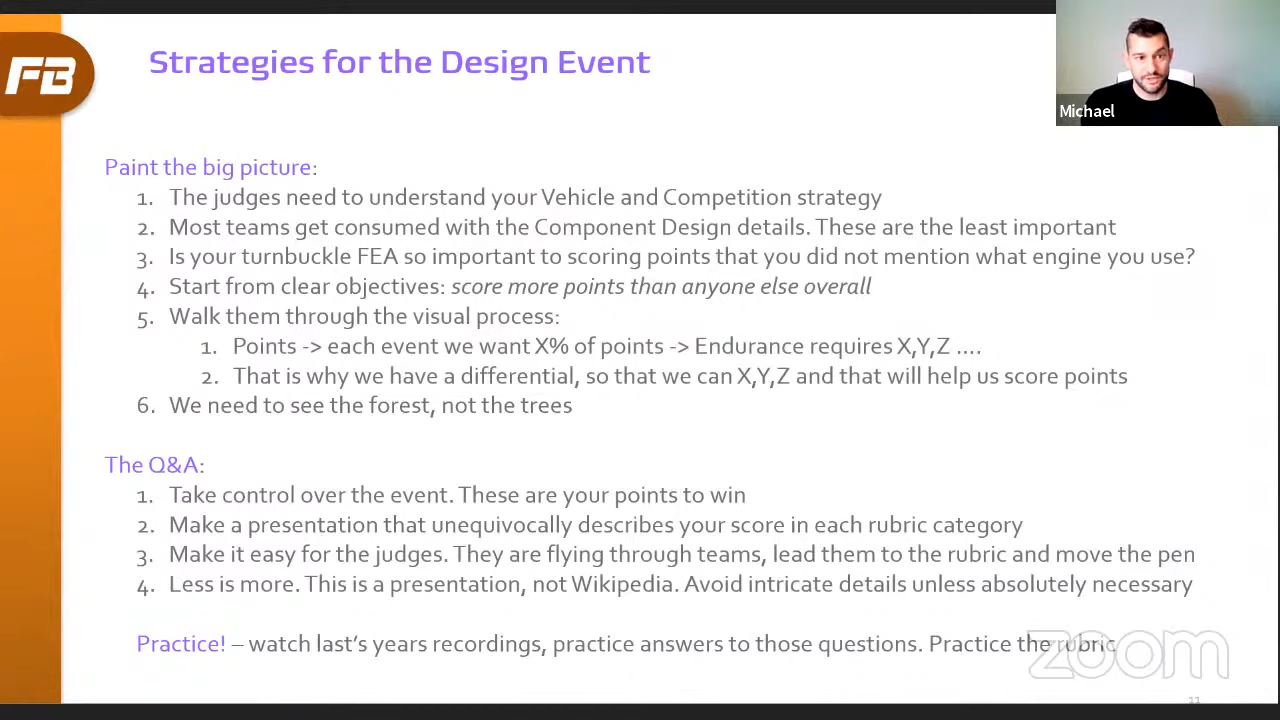 FB
Strategies for the Design Event
Michael
Paint the big picture:
1. The judges need to understand your Vehicle and Competition strategy
2. Most teams get consumed with the Component Design details. These are the least important
3. Is your turnbuckle FEA so important to scoring points that you did not mention what engine you use?
4. Start from clear objectives: score more points than anyone else overall
5. Walk them through the visual process:
1. Points -> each event we want X% of points -> Endurance requires X,Y,Z ....
2. That is why we have a differential, so that we can X,Y,Z and that will help us score points
6. We need to see the forest, not the trees
The Q&A:
1. Take control over the event. These are your points to win
2. Make a presentation that unequivocally describes your score in each rubric category
3. Make it easy for the judges. They are flying through teams, lead them to the rubric and move the pen
4. Less is more. This is a presentation, not Wikipedia. Avoid intricate details unless absolutely necessary
Practice! – watch last's years recordings, practice answers to those questions. Practice the rubric
zoom
11